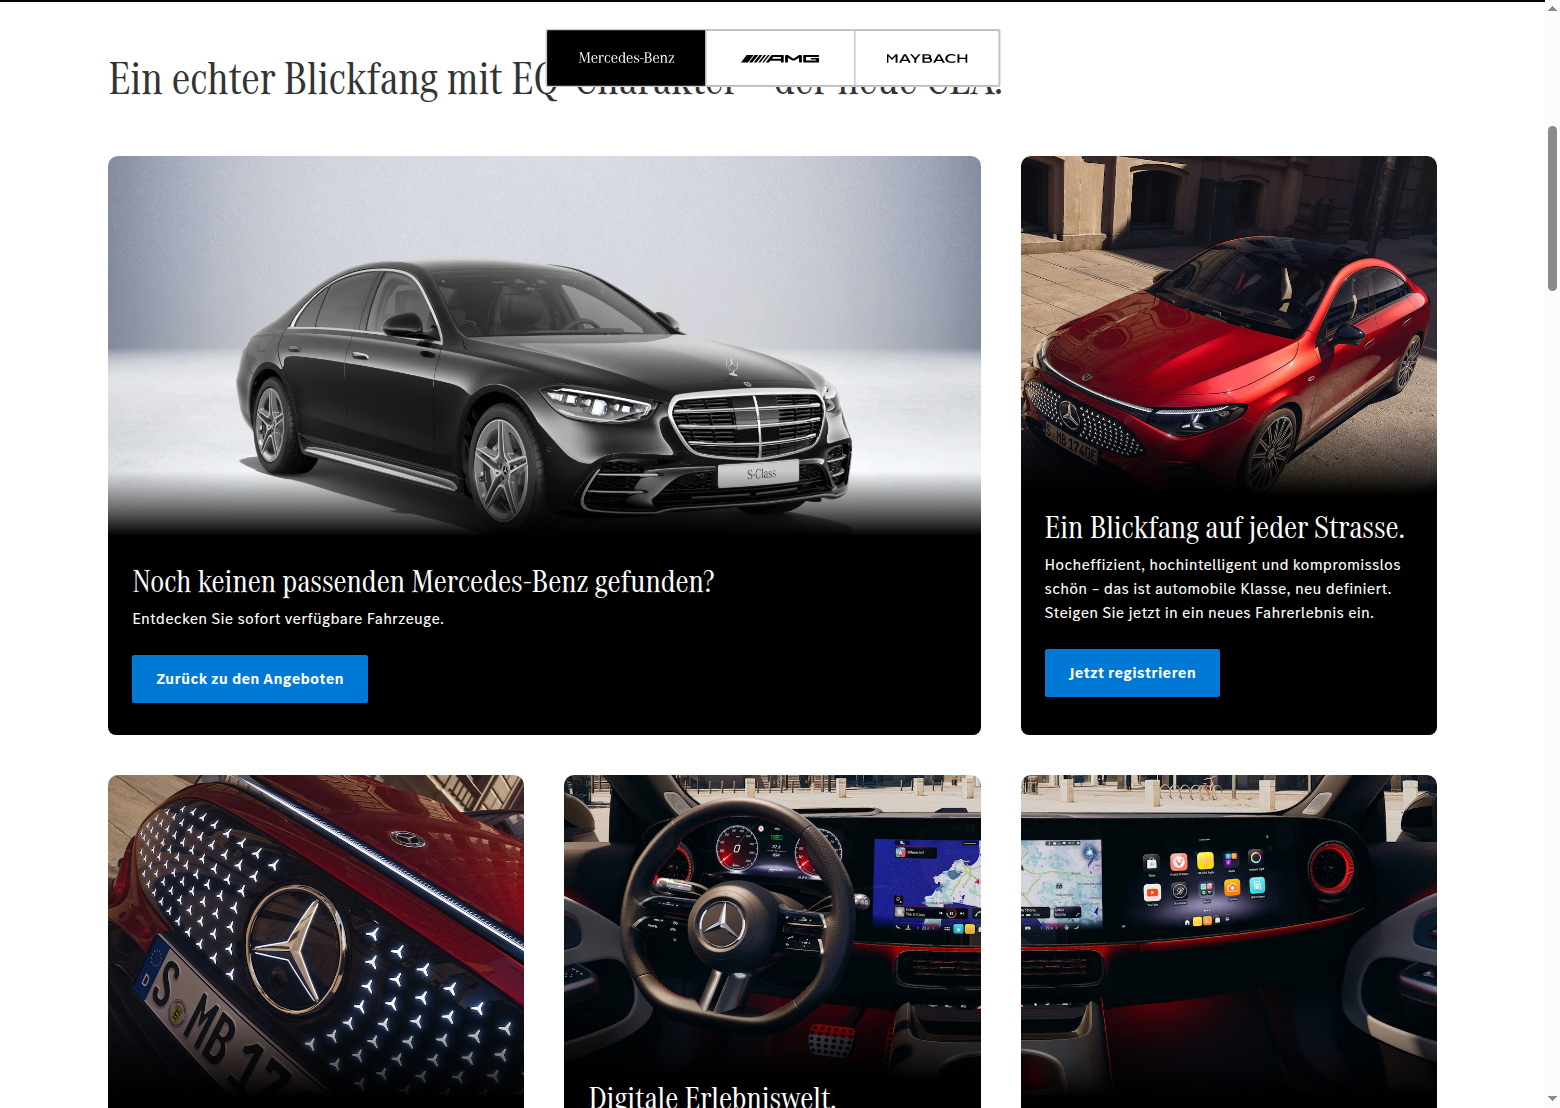 Mercedes-Benz
AMG
MAYBACH
Ein echter Blickfang mit EQ
S-Class
S MB 1740E
Noch keinen passenden Mercedes-Benz gefunden?
Entdecken Sie sofort verfügbare Fahrzeuge.
Zurück zu den Angeboten
Ein Blickfang auf jeder Strasse.
Hocheffizient, hochintelligent und kompromisslos
schön – das ist automobile Klasse, neu definiert.
Steigen Sie jetzt in ein neues Fahrerlebnis ein.
Jetzt registrieren
D
S MB 17
Digitale Erlebniswelt.